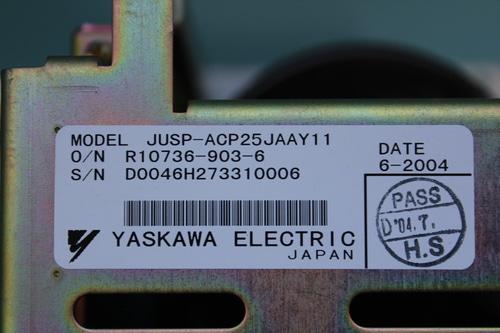 MODEL JUSP-ACP25JAAY11
O/N R10736-903-6
S/N D0046H273310006
DATE
6-2004
PASS
D'04.7.
H.S
YASKAWA ELECTRIC
JAPAN